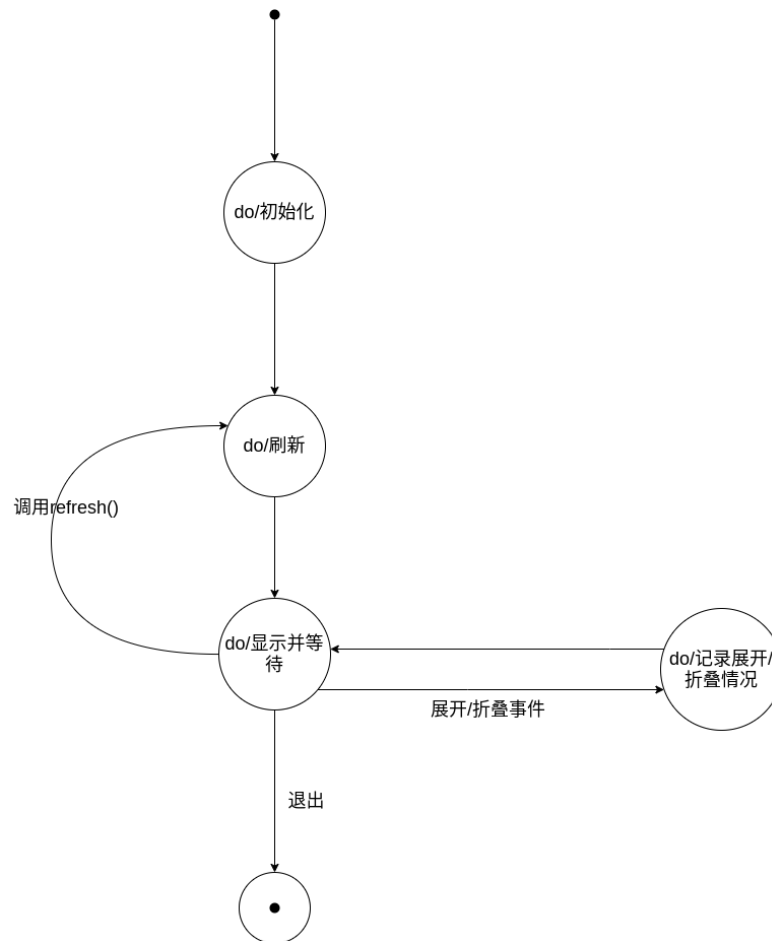 do/初始化
do/刷新
调用refresh()
do/显示并等
待
do/记录展开/
折叠情况
展开/折叠事件
退出